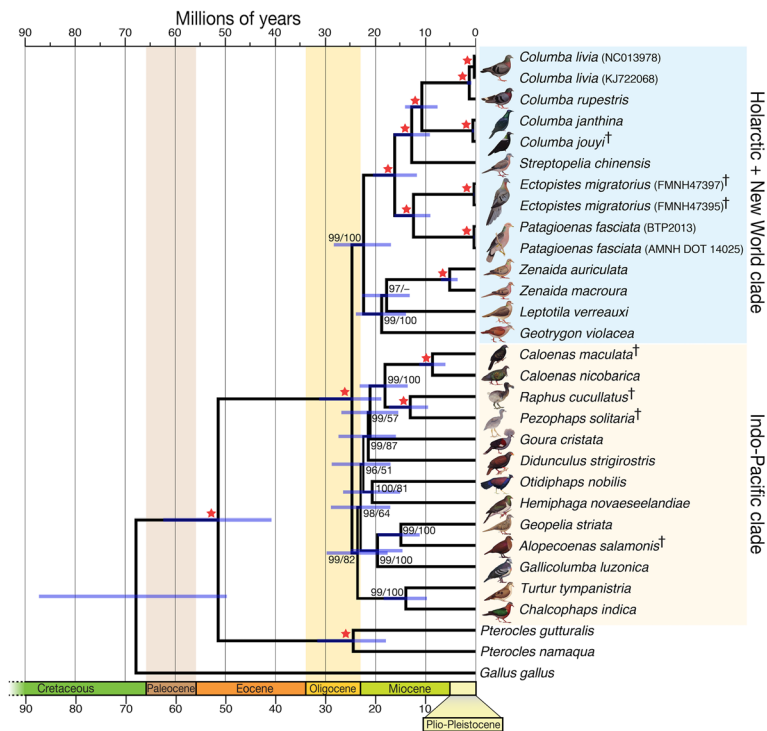 Millions of years
90 80 70 60 50 40 30 20 10 0
Columba livia (NC013978)
Columba livia (KJ722068)
Columba rupestris
Columba janthina
Columba jouyi†
Streptopelia chinensis
Ectopistes migratorius (FMNH47397)†
Ectopistes migratorius (FMNH47395)†
Patagioenas fasciata (BTP2013)
Patagioenas fasciata (AMNH DOT 14025)
Zenaida auriculata
Zenaida macroura
Leptotila verreauxi
Geotrygon violacea
Holarctic + New World clade
Caloenas maculata†
Caloenas nicobarica
Raphus cucullatus†
Pezophaps solitaria†
Goura cristata
Didunculus strigirostris
Otidiphaps nobilis
Hemiphaga novaeseelandiae
Geopelia striata
Alopecoenas salamonis†
Gallicolumba luzonica
Turtur tympanistria
Chalcophaps indica
Indo-Pacific clade
Pterocles gutturalis
Pterocles namaqua
Gallus gallus
99/100
97/–
99/100
99/100
99/57
99/87
96/51
100/81
98/64
99/100
99/82
99/100
99/100
Cretaceous Paleocene Eocene Oligocene Miocene
90 80 70 60 50 40 30 20 10 0
Plio-Pleistocene